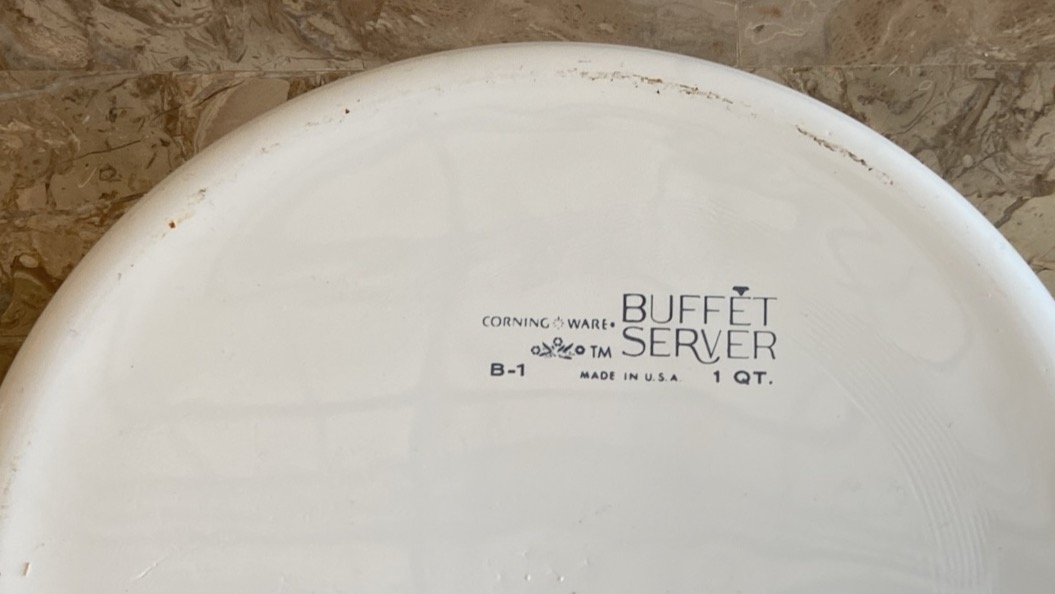 CORNING WARE• BUFFET
TM SERVER
B-1 MADE IN U.S.A. 1 QT.